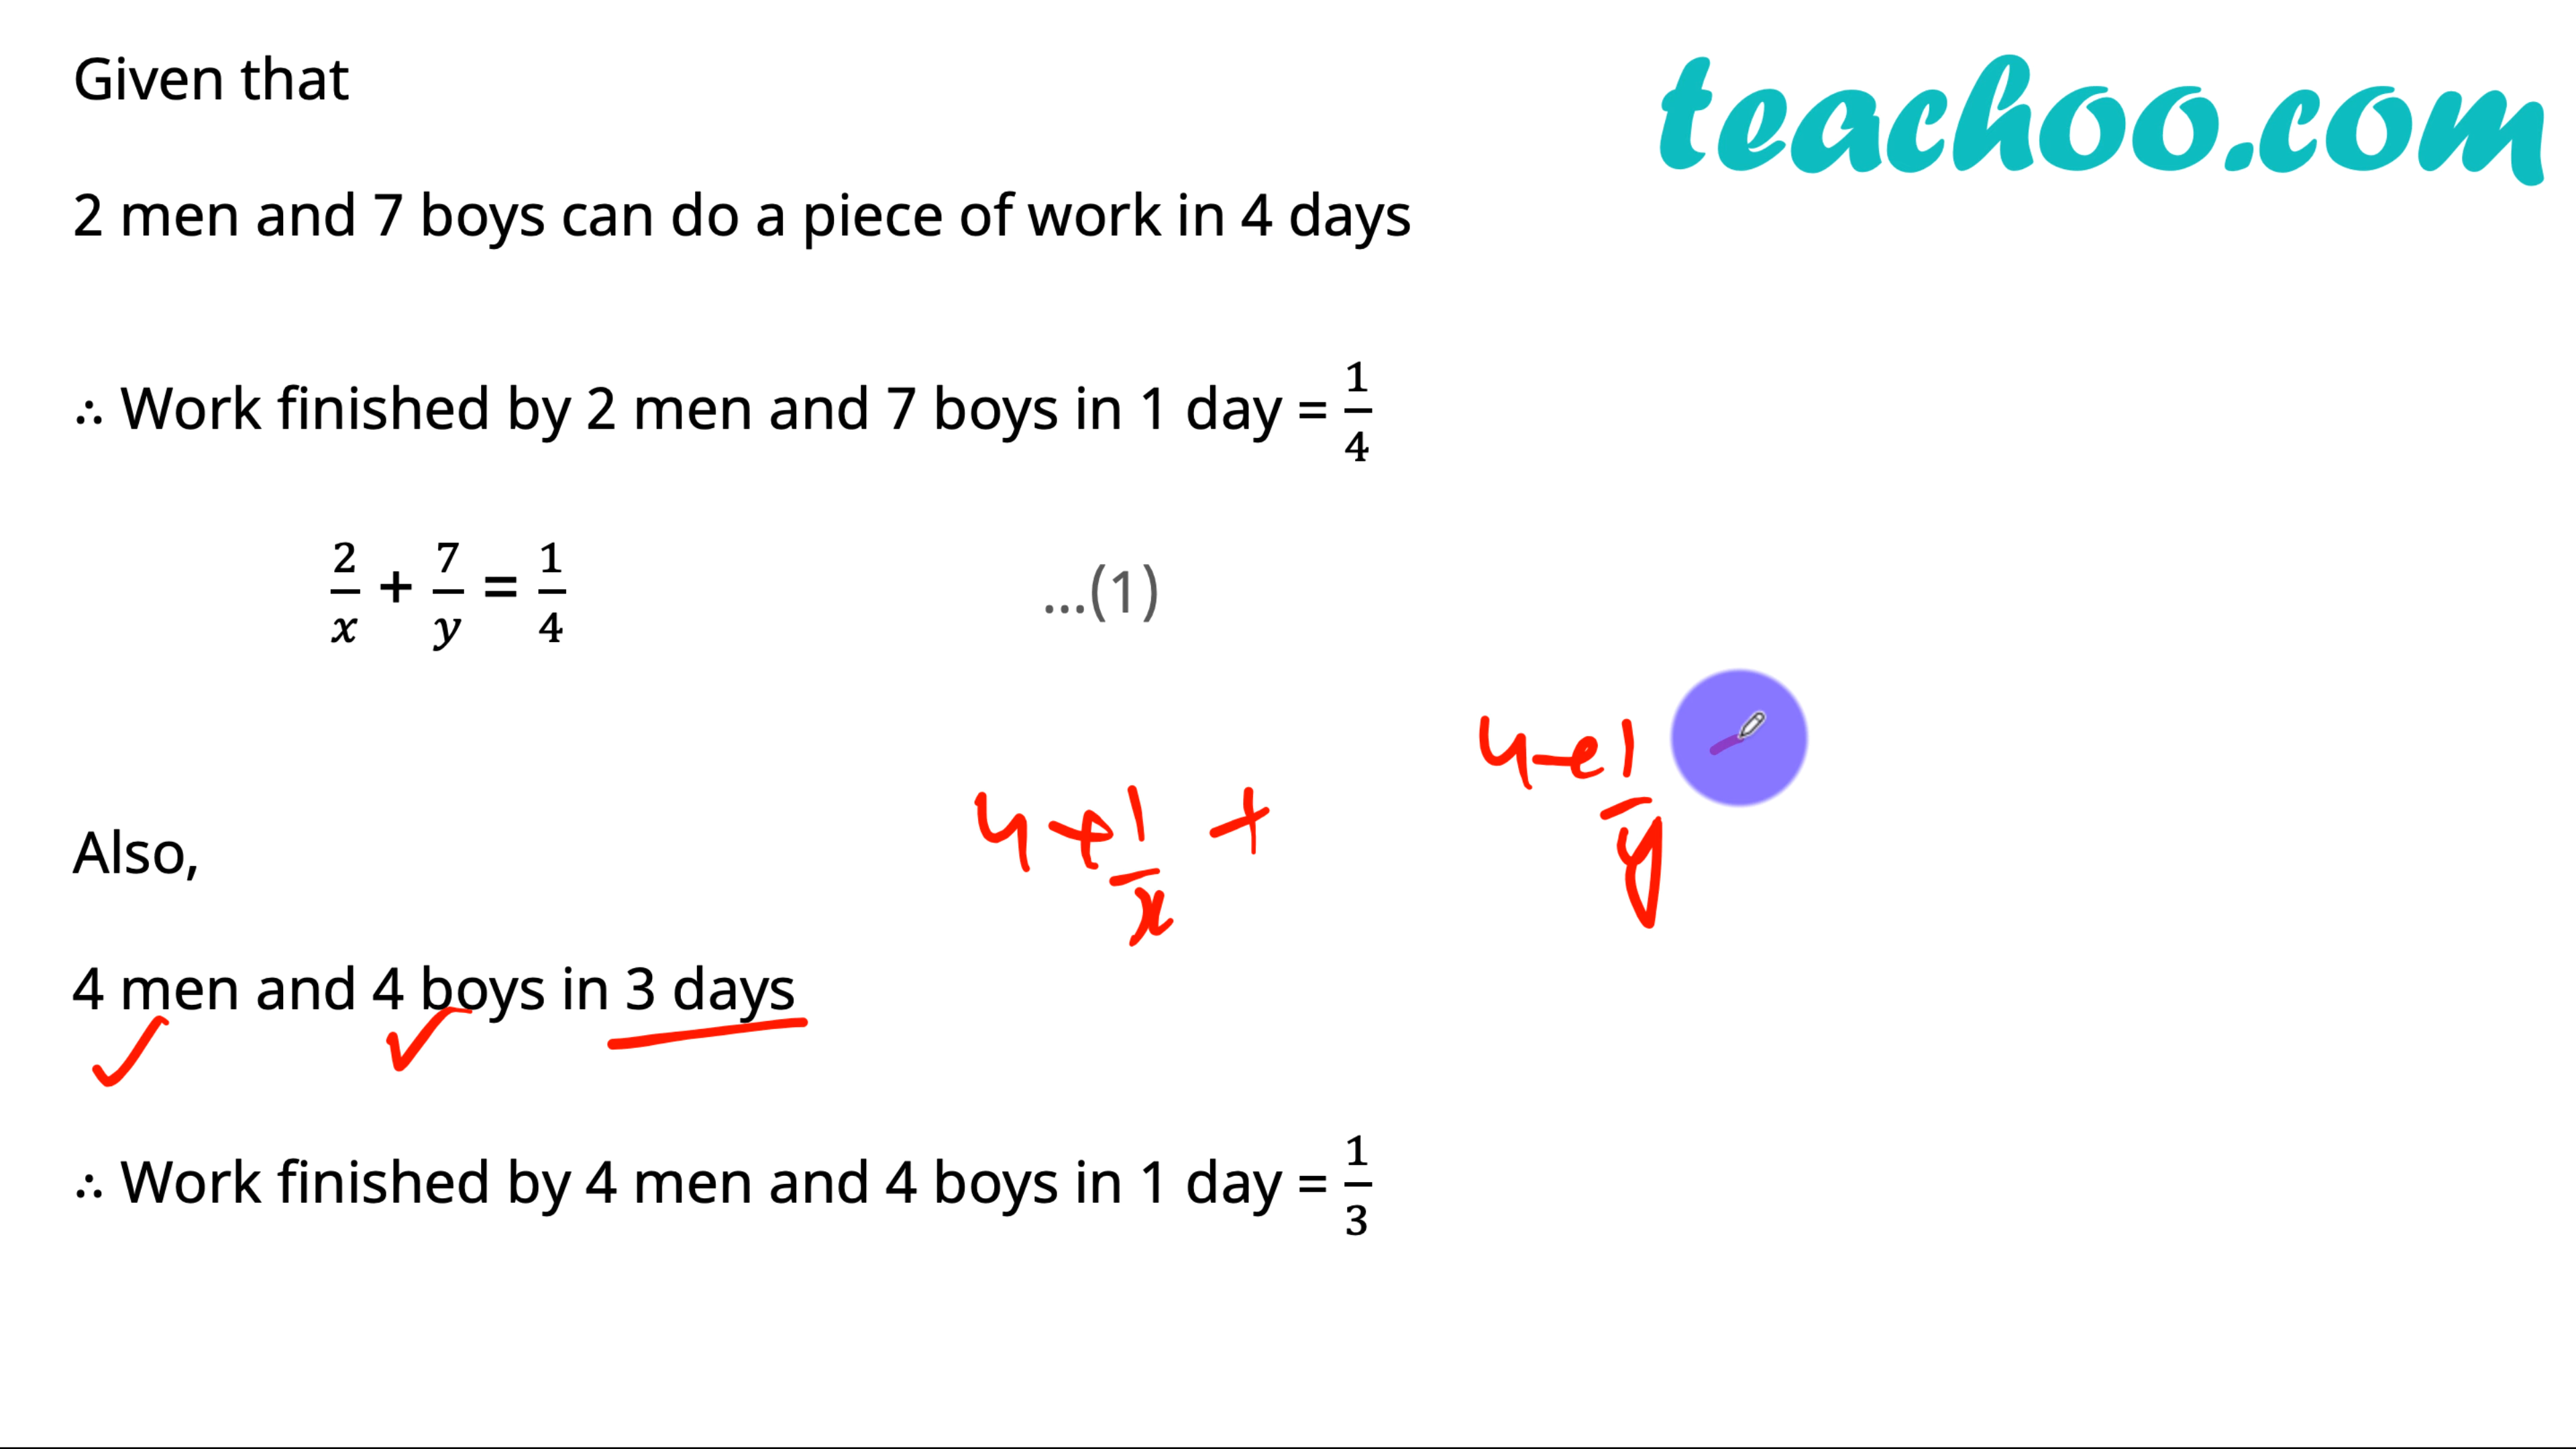 Given that
teachoo.com
2 men and 7 boys can do a piece of work in 4 days
∴ Work finished by 2 men and 7 boys in 1 day = 1/4
2/x + 7/y = 1/4 ...(1)
4 × 1/x + 4 × 1/y
Also,
4 men and 4 boys in 3 days
∴ Work finished by 4 men and 4 boys in 1 day = 1/3